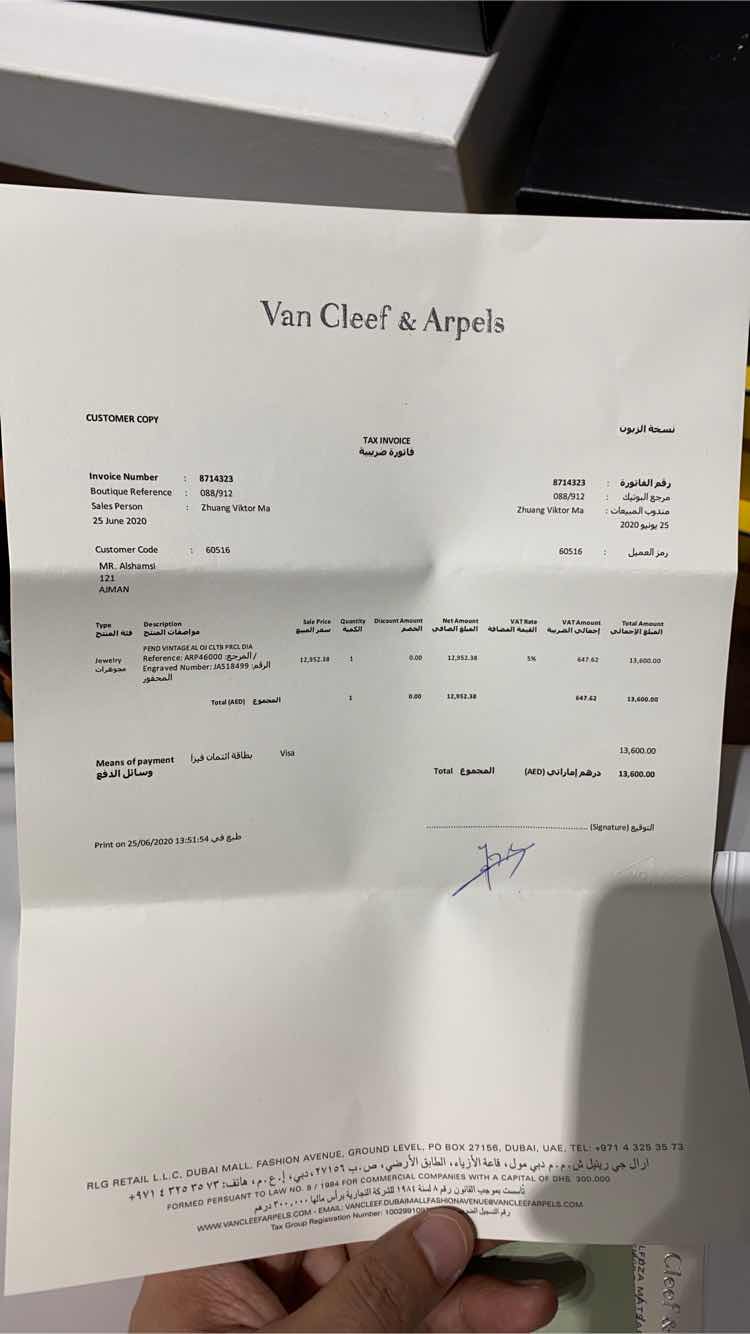 Van Cleef & Arpels
CUSTOMER COPY
نسخة الزبون
TAX INVOICE
فاتورة ضريبية
Invoice Number : 8714323
8714323 : رقم الفاتورة
Boutique Reference : 088/912
088/912 : مرجع البوتيك
Sales Person : Zhuang Viktor Ma
Zhuang Viktor Ma : مندوب المبيعات
25 June 2020
25 يونيو 2020
Customer Code : 60516
60516 : رمز العميل
MR. Alshamsi
121
AJMAN
Type Description Sale Price Quantity Discount Amount Net Amount VAT Rate VAT Amount Total Amount
فئة المنتج مواصفات المنتج سعر المبيع الكمية الخصم المبلغ الصافي القيمة المضافة إجمالي الضريبة المبلغ الإجمالي
PEND VINTAGE AL OJ CLTB PRCL DIA
Jewelry Reference: ARP46000 :المرجع / 12,952.38 1 0.00 12,952.38 5% 647.62 13,600.00
مجوهرات Engraved Number: JA518499 :الرقم
المحفور
Total (AED) المجموع 1 0.00 12,952.38 647.62 13,600.00
13,600.00
Means of payment بطاقة ائتمان فيزا Visa
وسائل الدفع
Total المجموع (AED) درهم إماراتي 13,600.00
(Signature) التوقيع
Print on 25/06/2020 13:51:54 طبع في
RLG RETAIL L.L.C, DUBAI MALL, FASHION AVENUE, GROUND LEVEL, PO BOX 27156, DUBAI, UAE, TEL: +971 4 325 35 73
ار ال جي ريتيل ش.م.م دبي مول، قاعة الأزياء، الطابق الأرضي، ص.ب ٢٧١٥٦، دبي، إ.ع.م، هاتف: ٧٣ ٣٥ ٣٢٥ ٤ ٩٧١+
FORMED PERSUANT TO LAW NO. 8 / 1984 FOR COMMERCIAL COMPANIES WITH A CAPITAL OF DHS. 300.000
تأسست بموجب القانون رقم ٨ لسنة ١٩٨٤ للشركة التجارية برأس مالها ٣٠٠,٠٠٠ درهم
WWW.VANCLEEFARPELS.COM - EMAIL: VANCLEEF.DUBAIMALLFASHIONAVENUE@VANCLEEFARPELS.COM
Tax Group Registration Number: 10029910 رقم التسجيل
Cleef &